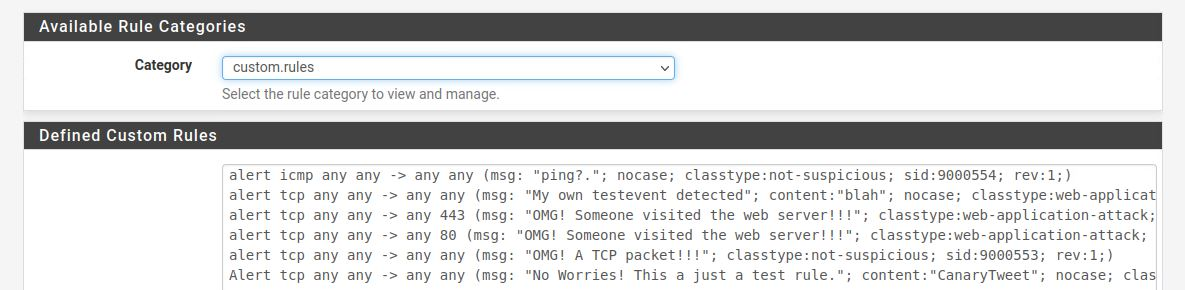 Available Rule Categories
Category
custom.rules
Select the rule category to view and manage.
Defined Custom Rules
alert icmp any any -> any any (msg: "ping?."; nocase; classtype:not-suspicious; sid:9000554; rev:1;)
alert tcp any any -> any any (msg: "My own testevent detected"; content:"blah"; nocase; classtype:web-applicat
alert tcp any any -> any 443 (msg: "OMG! Someone visited the web server!!!"; classtype:web-application-attack;
alert tcp any any -> any 80 (msg: "OMG! Someone visited the web server!!!"; classtype:web-application-attack;
alert tcp any any -> any any (msg: "OMG! A TCP packet!!!"; classtype:not-suspicious; sid:9000553; rev:1;)
Alert tcp any any -> any any (msg: "No Worries! This a just a test rule."; content:"CanaryTweet"; nocase; clas